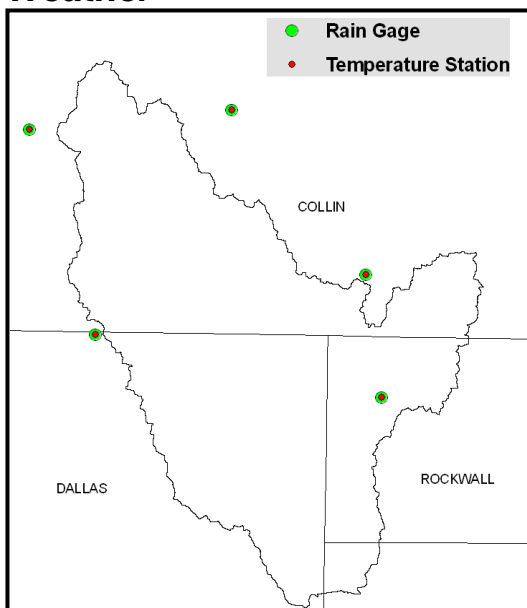 Weather
Rain Gage
Temperature Station
COLLIN
DALLAS
ROCKWALL